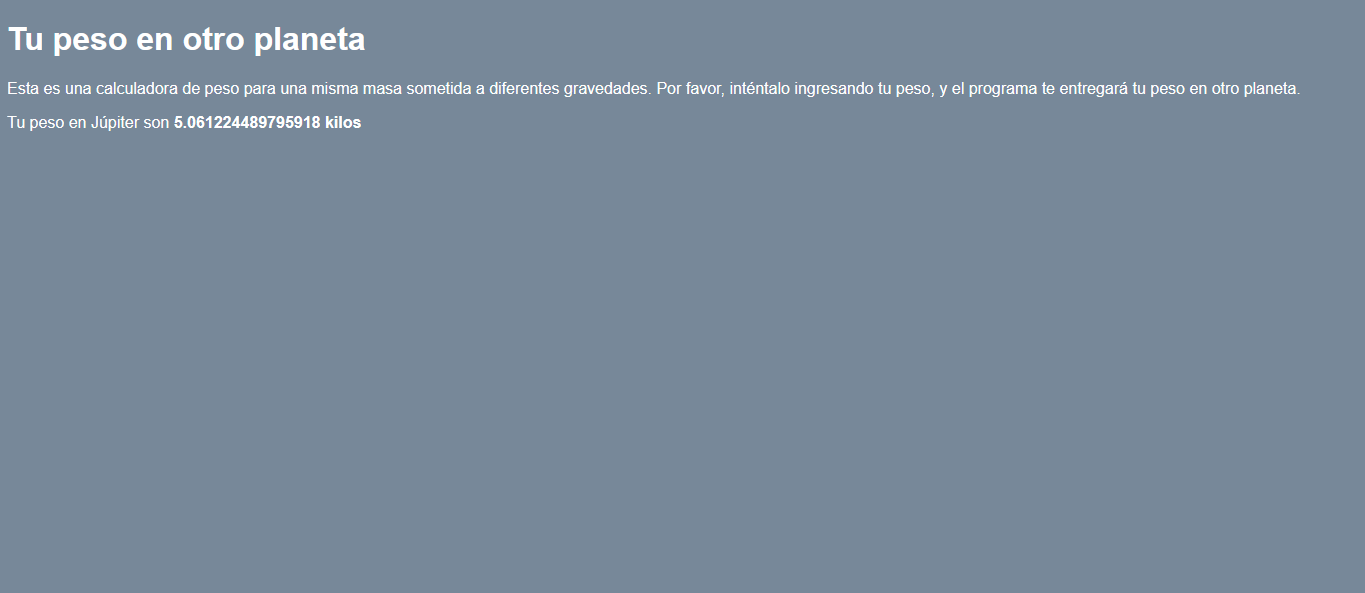 Tu peso en otro planeta
Esta es una calculadora de peso para una misma masa sometida a diferentes gravedades. Por favor, inténtalo ingresando tu peso, y el programa te entregará tu peso en otro planeta.
Tu peso en Júpiter son 5.061224489795918 kilos